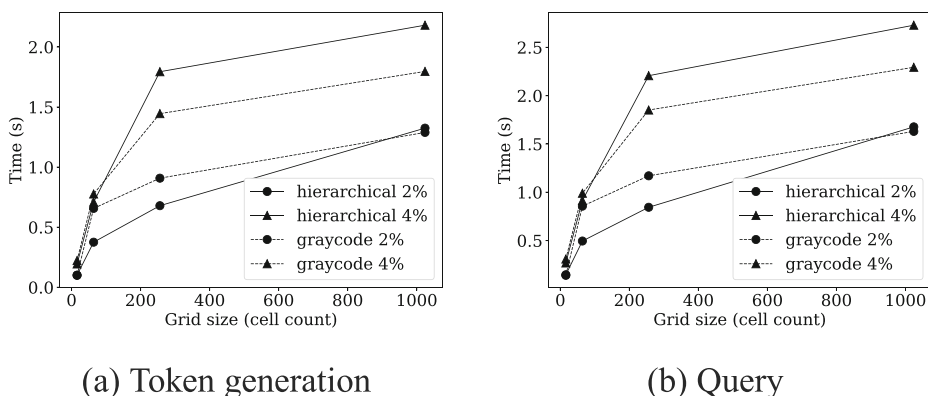 2.0
1.5
1.0
0.5
0.0
Time (s)
hierarchical 2%
hierarchical 4%
graycode 2%
graycode 4%
0 200 400 600 800 1000
Grid size (cell count)
(a) Token generation
2.5
2.0
1.5
1.0
0.5
Time (s)
hierarchical 2%
hierarchical 4%
graycode 2%
graycode 4%
0 200 400 600 800 1000
Grid size (cell count)
(b) Query